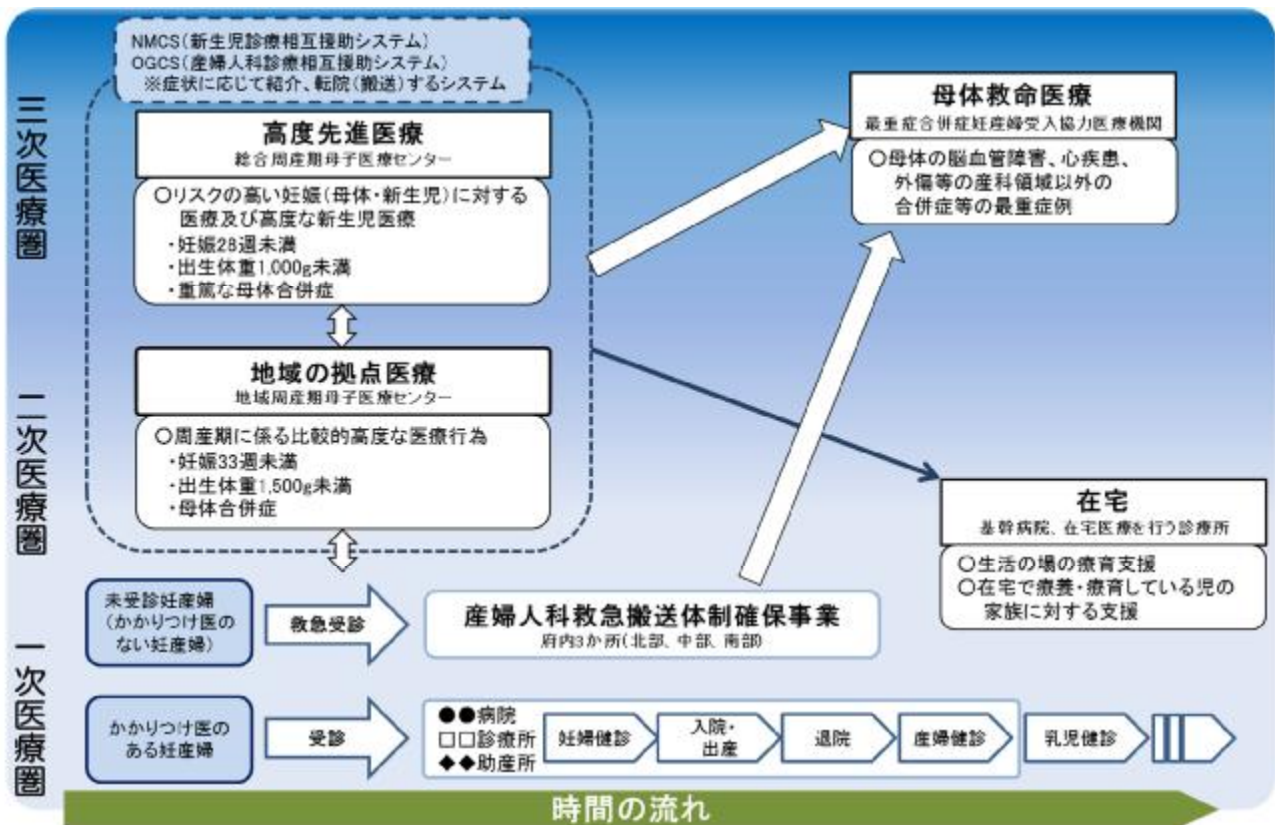 NMCS(新生児診療相互援助システム)
OGCS(産婦人科診療相互援助システム)
※症状に応じて紹介、転院(搬送)するシステム
三次医療圏
高度先進医療
総合周産期母子医療センター
○リスクの高い妊娠(母体・新生児)に対する
医療及び高度な新生児医療
・妊娠28週未満
・出生体重1,000g未満
・重篤な母体合併症
母体救命医療
最重症合併症妊産婦受入協力医療機関
○母体の脳血管障害、心疾患、
外傷等の産科領域以外の
合併症等の最重症例
二次医療圏
地域の拠点医療
地域周産期母子医療センター
○周産期に係る比較的高度な医療行為
・妊娠33週未満
・出生体重1,500g未満
・母体合併症
在宅
基幹病院、在宅医療を行う診療所
○生活の場の療育支援
○在宅で療養・療育している児の
家族に対する支援
一次医療圏
未受診妊産婦
(かかりつけ医の
ない妊産婦)
救急受診
産婦人科救急搬送体制確保事業
府内3か所(北部、中部、南部)
かかりつけ医の
ある妊産婦
受診
●●病院
□□診療所
◆◆助産所
妊婦健診
入院・
出産
退院
産婦健診
乳児健診
時間の流れ